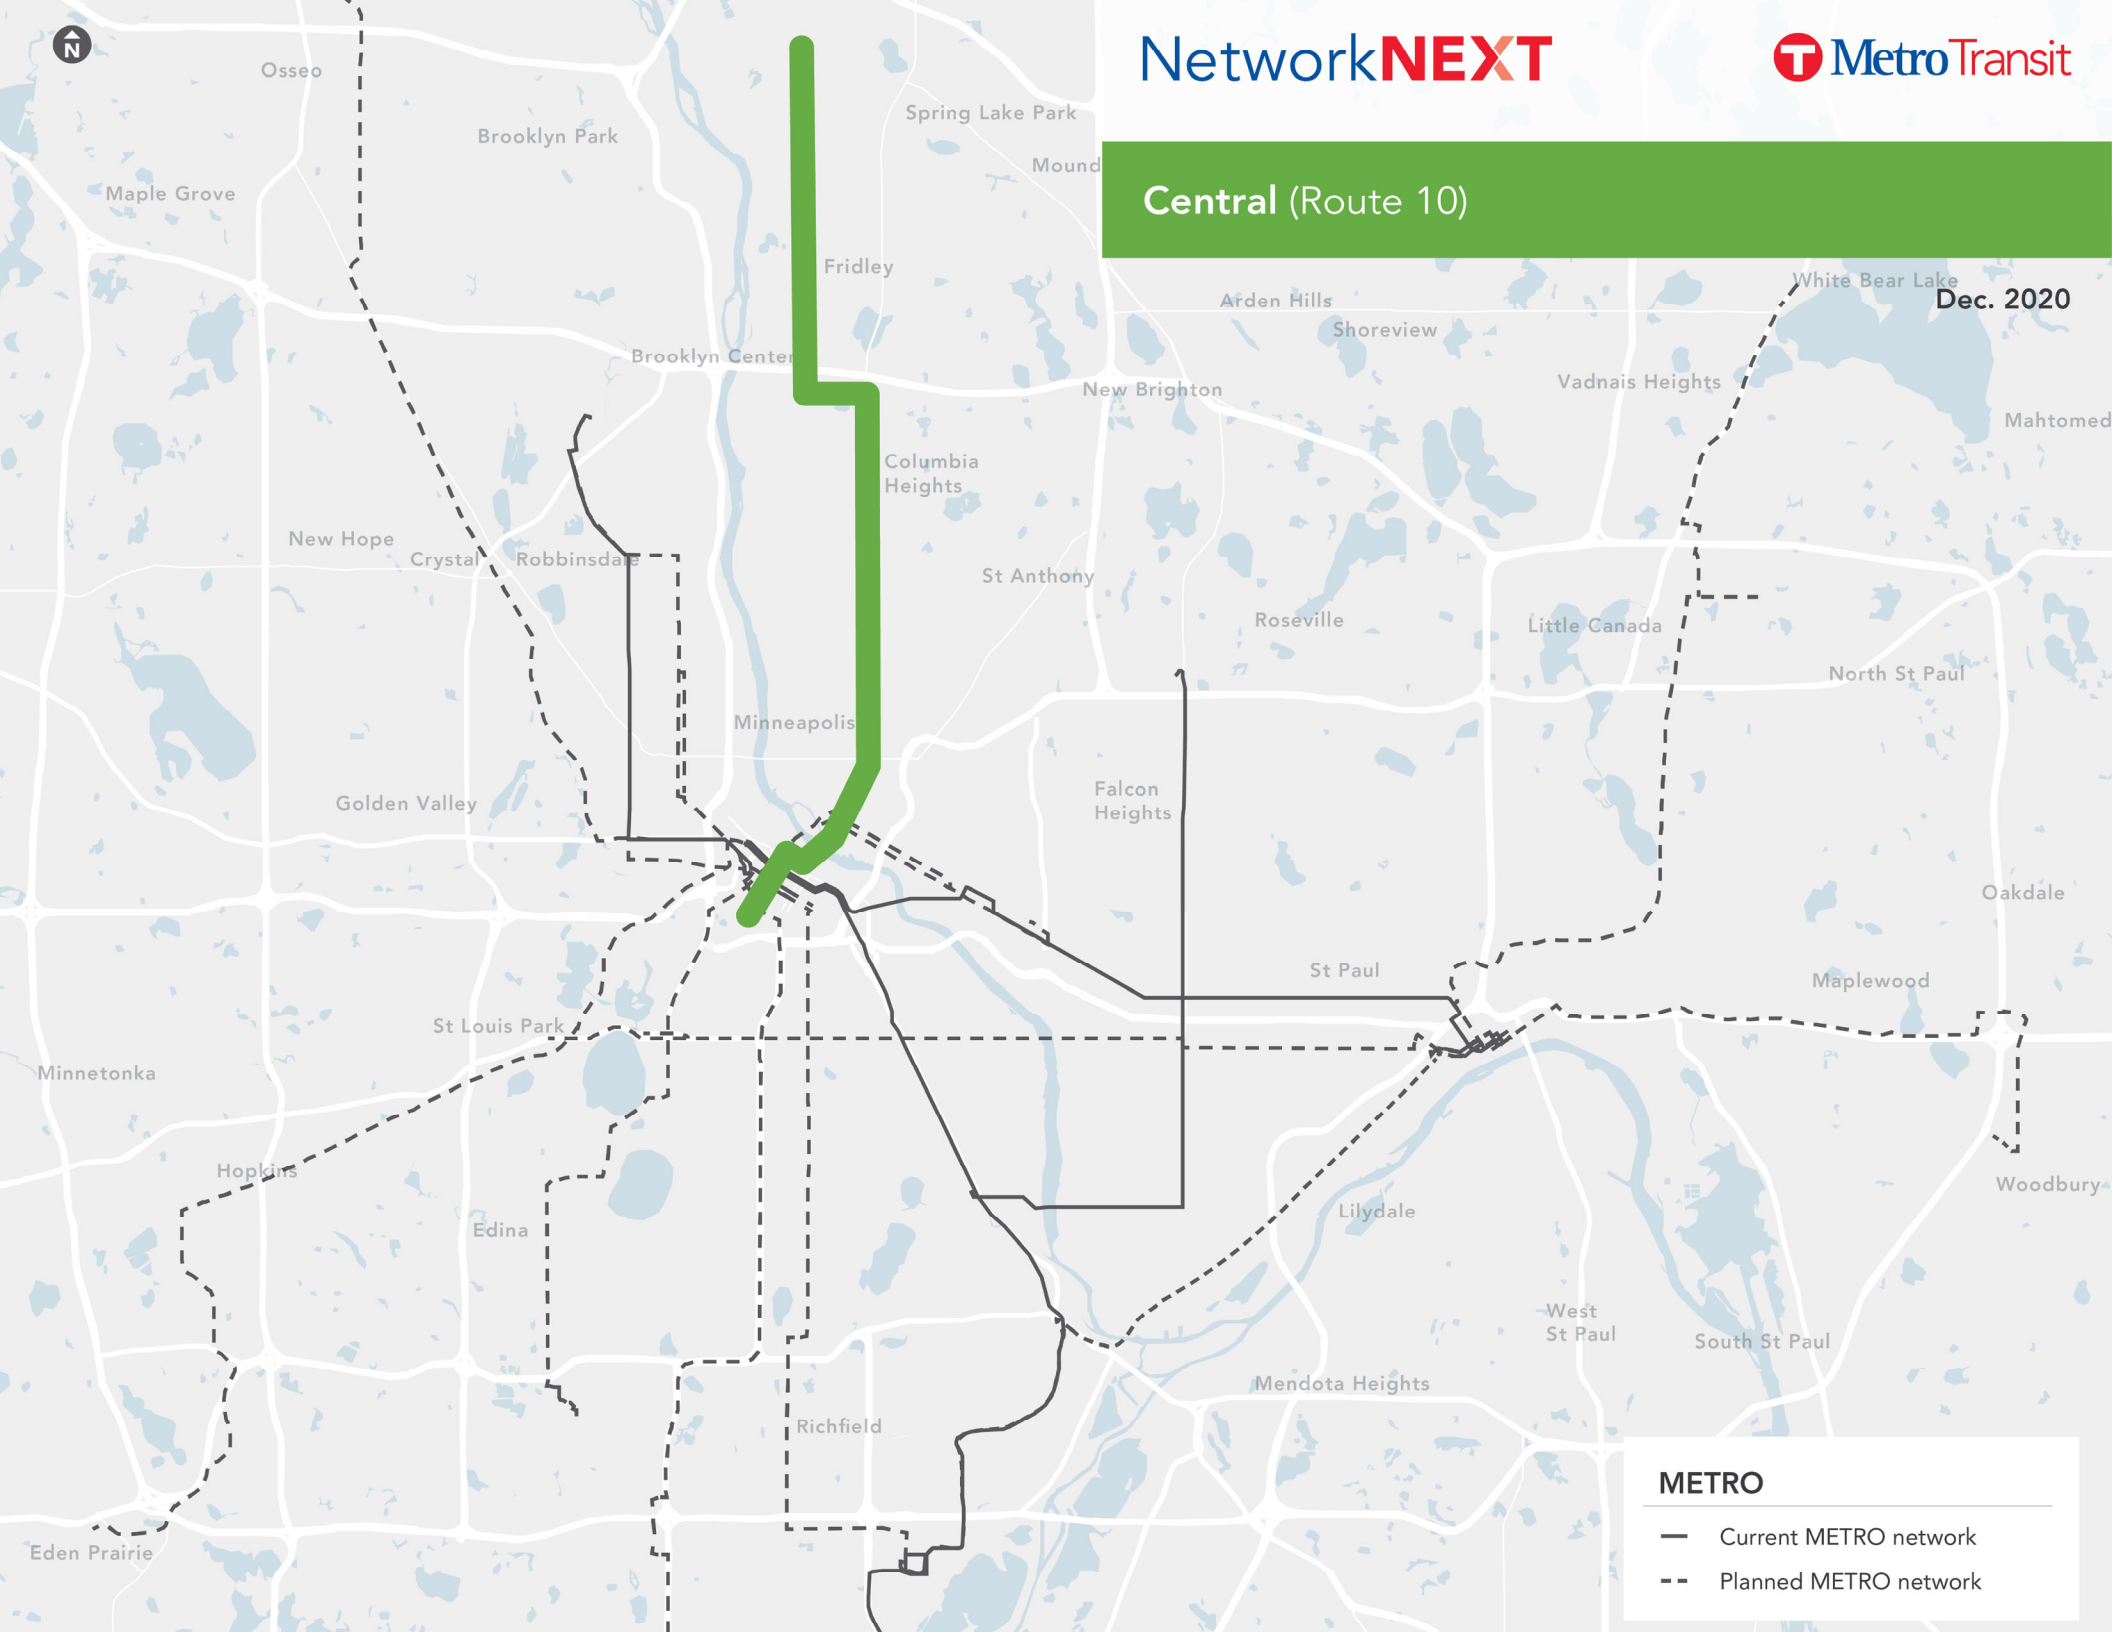 N
NetworkNEXT
T MetroTransit
Central (Route 10)
Dec. 2020
Osseo
Brooklyn Park
Spring Lake Park
Mound
Maple Grove
Fridley
White Bear Lake
Arden Hills
Shoreview
Brooklyn Center
New Brighton
Vadnais Heights
Mahtomed
Columbia
Heights
New Hope
Crystal
Robbinsdale
St Anthony
Roseville
Little Canada
North St Paul
Minneapolis
Golden Valley
Falcon
Heights
Oakdale
St Paul
Maplewood
St Louis Park
Minnetonka
Hopkins
Woodbury
Edina
Lilydale
West
St Paul
South St Paul
Mendota Heights
Richfield
Eden Prairie
METRO
Current METRO network
Planned METRO network